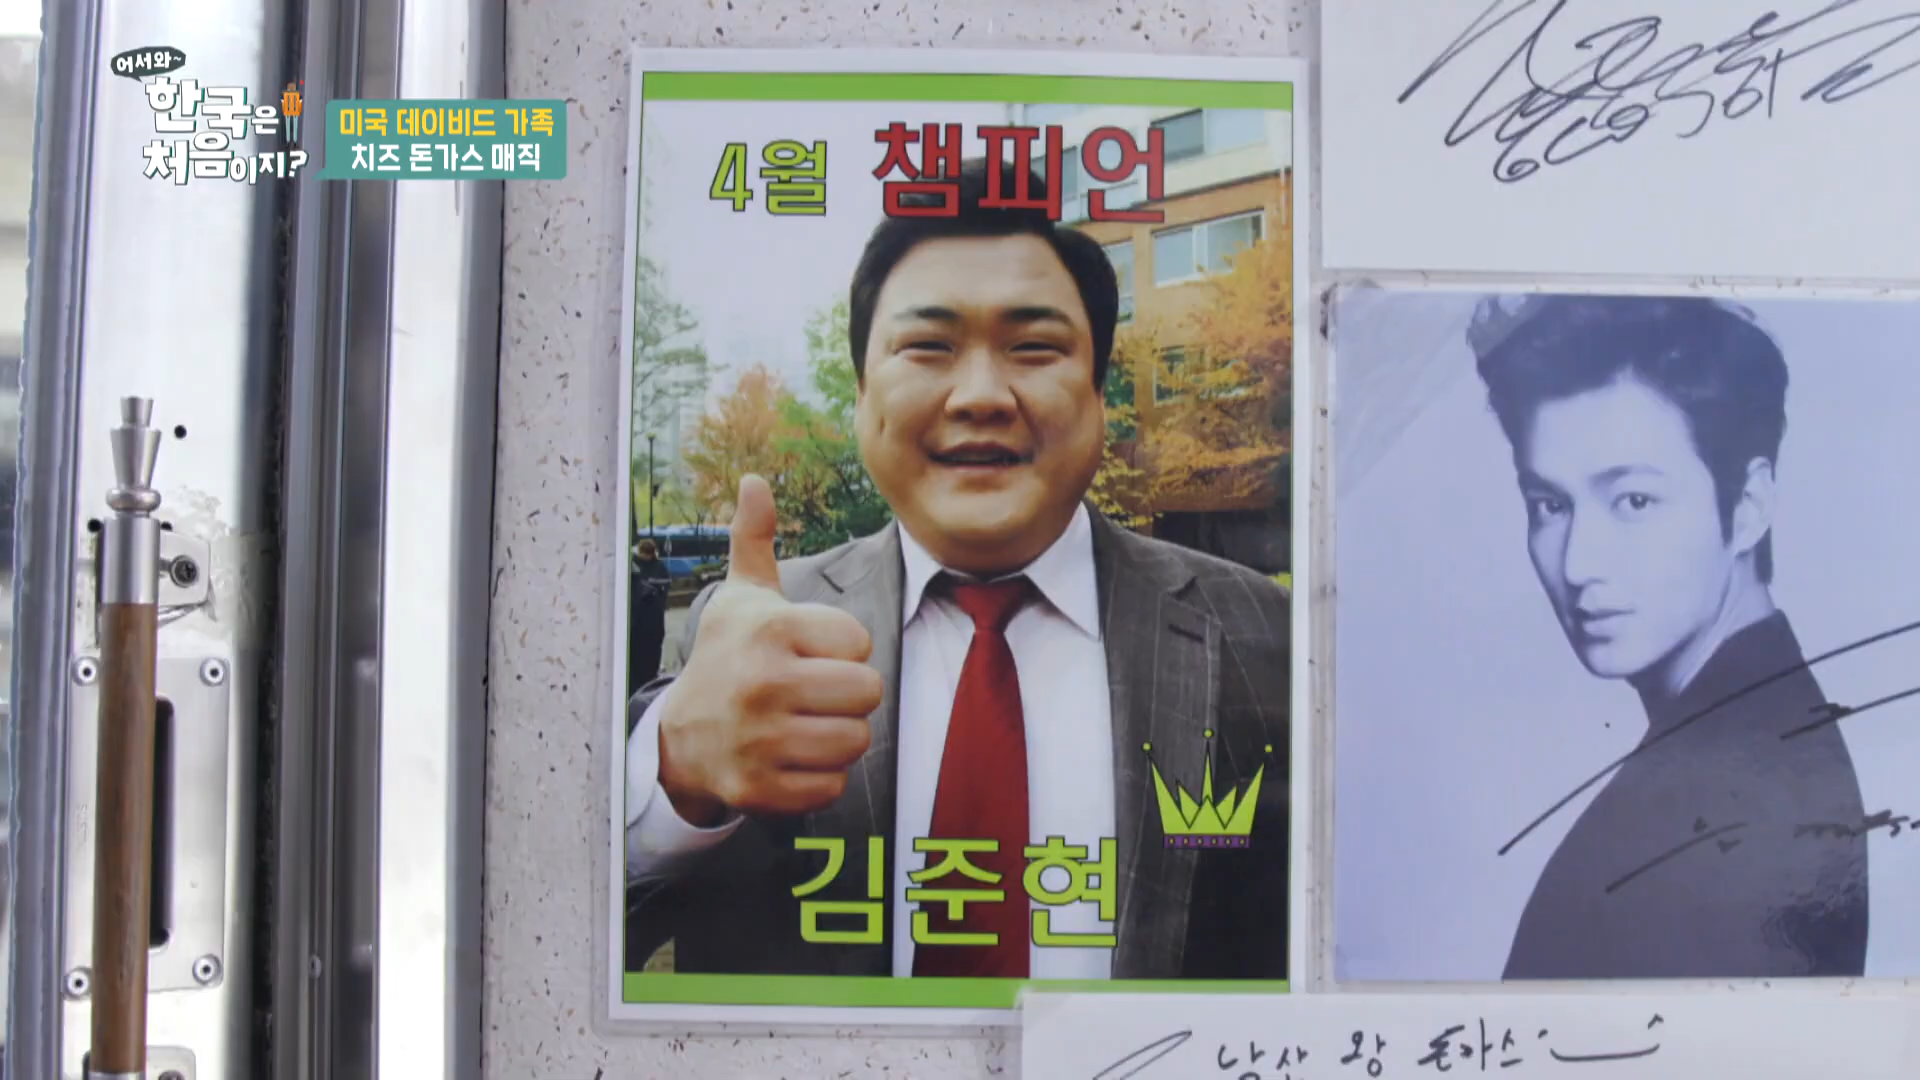 어서와~
한국은
처음이지?
미국 데이비드 가족
치즈 돈가스 매직
4월 챔피언
김준현
남산 왕 돈가스